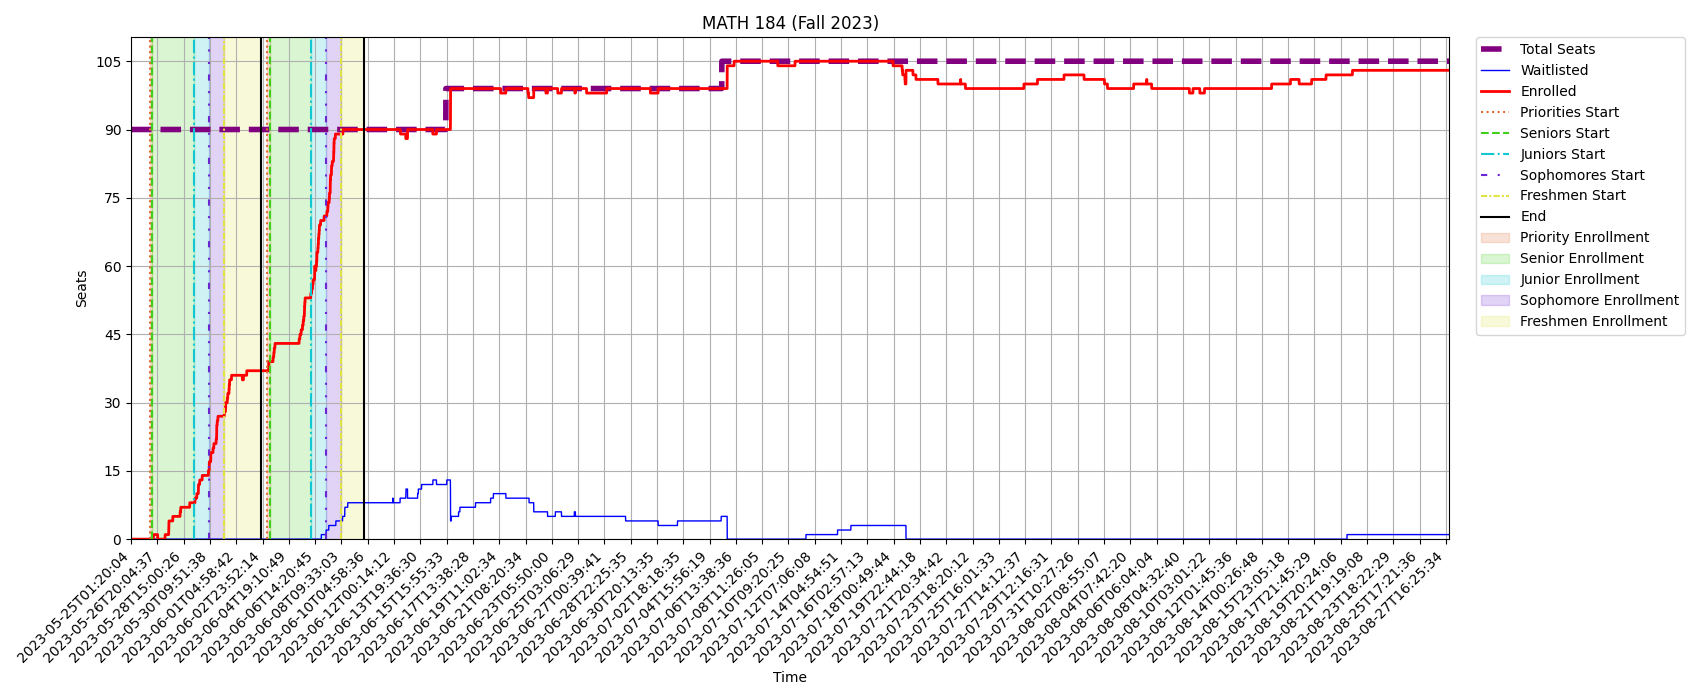 MATH 184 (Fall 2023)
Seats
105
90
75
60
45
30
15
0
2023-05-25T01:20:04
2023-05-26T20:04:37
2023-05-28T15:00:26
2023-05-30T09:51:38
2023-06-01T04:58:42
2023-06-02T23:52:14
2023-06-04T19:10:49
2023-06-06T14:20:45
2023-06-08T09:33:03
2023-06-10T04:58:36
2023-06-12T00:14:12
2023-06-13T19:36:30
2023-06-15T15:55:33
2023-06-17T13:38:28
2023-06-19T11:02:34
2023-06-21T08:20:34
2023-06-23T05:50:00
2023-06-25T03:06:29
2023-06-27T00:39:41
2023-06-28T22:25:35
2023-06-30T20:13:35
2023-07-02T18:18:35
2023-07-04T15:56:19
2023-07-06T13:38:36
2023-07-08T11:26:05
2023-07-10T09:20:25
2023-07-12T07:06:08
2023-07-14T04:54:51
2023-07-16T02:57:13
2023-07-18T00:49:44
2023-07-19T22:44:18
2023-07-21T20:34:42
2023-07-23T18:20:12
2023-07-25T16:01:33
2023-07-27T14:12:37
2023-07-29T12:16:31
2023-07-31T10:27:26
2023-08-02T08:55:07
2023-08-04T07:42:20
2023-08-06T06:04:04
2023-08-08T04:32:40
2023-08-10T03:01:22
2023-08-12T01:45:36
2023-08-14T00:26:48
2023-08-15T23:05:18
2023-08-17T21:45:29
2023-08-19T20:24:06
2023-08-21T19:19:08
2023-08-23T18:22:29
2023-08-25T17:21:36
2023-08-27T16:25:34
Time
Total Seats
Waitlisted
Enrolled
Priorities Start
Seniors Start
Juniors Start
Sophomores Start
Freshmen Start
End
Priority Enrollment
Senior Enrollment
Junior Enrollment
Sophomore Enrollment
Freshmen Enrollment